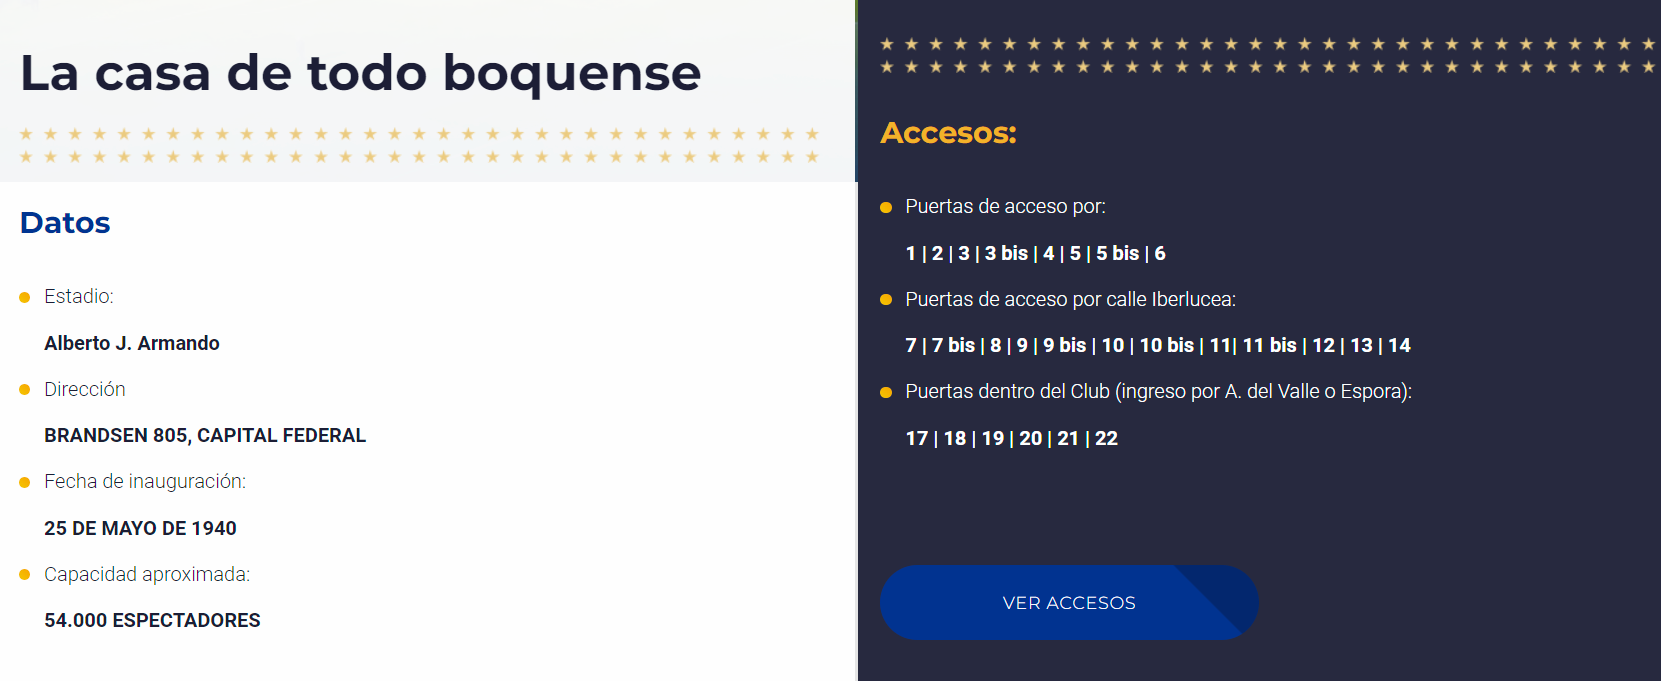 La casa de todo boquense
Datos
Estadio:
Alberto J. Armando
Dirección
BRANDSEN 805, CAPITAL FEDERAL
Fecha de inauguración:
25 DE MAYO DE 1940
Capacidad aproximada:
54.000 ESPECTADORES
Accesos:
Puertas de acceso por:
1 | 2 | 3 | 3 bis | 4 | 5 | 5 bis | 6
Puertas de acceso por calle Iberlucea:
7 | 7 bis | 8 | 9 | 9 bis | 10 | 10 bis | 11| 11 bis | 12 | 13 | 14
Puertas dentro del Club (ingreso por A. del Valle o Espora):
17 | 18 | 19 | 20 | 21 | 22
VER ACCESOS